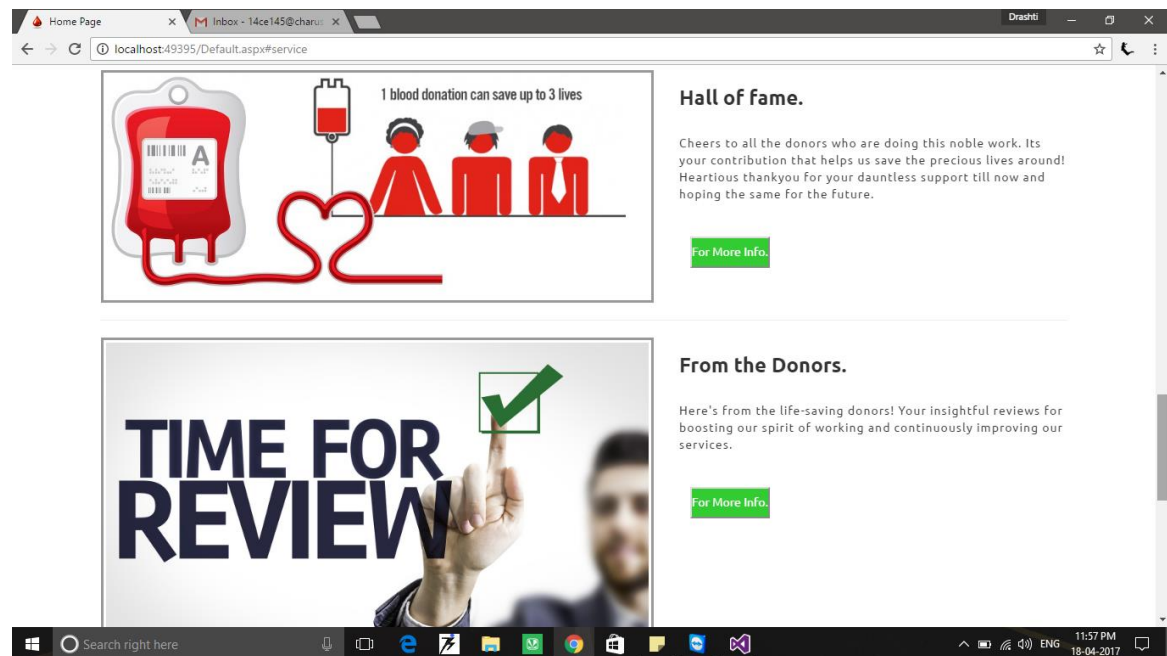 Home Page
Inbox - 14ce145@charus
Drashti
localhost:49395/Default.aspx#service
A
1 blood donation can save up to 3 lives
Hall of fame.
Cheers to all the donors who are doing this noble work. Its
your contribution that helps us save the precious lives around!
Heartious thankyou for your dauntless support till now and
hoping the same for the future.
For More Info.
TIME FOR
REVIEW
From the Donors.
Here's from the life-saving donors! Your insightful reviews for
boosting our spirit of working and continuously improving our
services.
For More Info.
Search right here
ENG
11:57 PM
18-04-2017